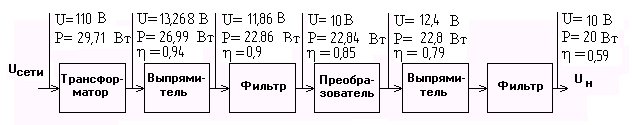 U=110 В
P= 29,71 Вт
U=13,268 В
P= 26,99 Вт
η=0,94
U= 11,86 В
P= 22.86 Вт
η=0,9
U= 10 В
P= 22,84 Вт
η=0,85
U= 12,4 В
P= 22,8 Вт
η=0,79
U= 10 В
P= 20 Вт
η=0,59
Uсети
Трансфор-
матор
Выпрями-
тель
Фильтр
Преобра-
зователь
Выпрями-
тель
Фильтр
Uн